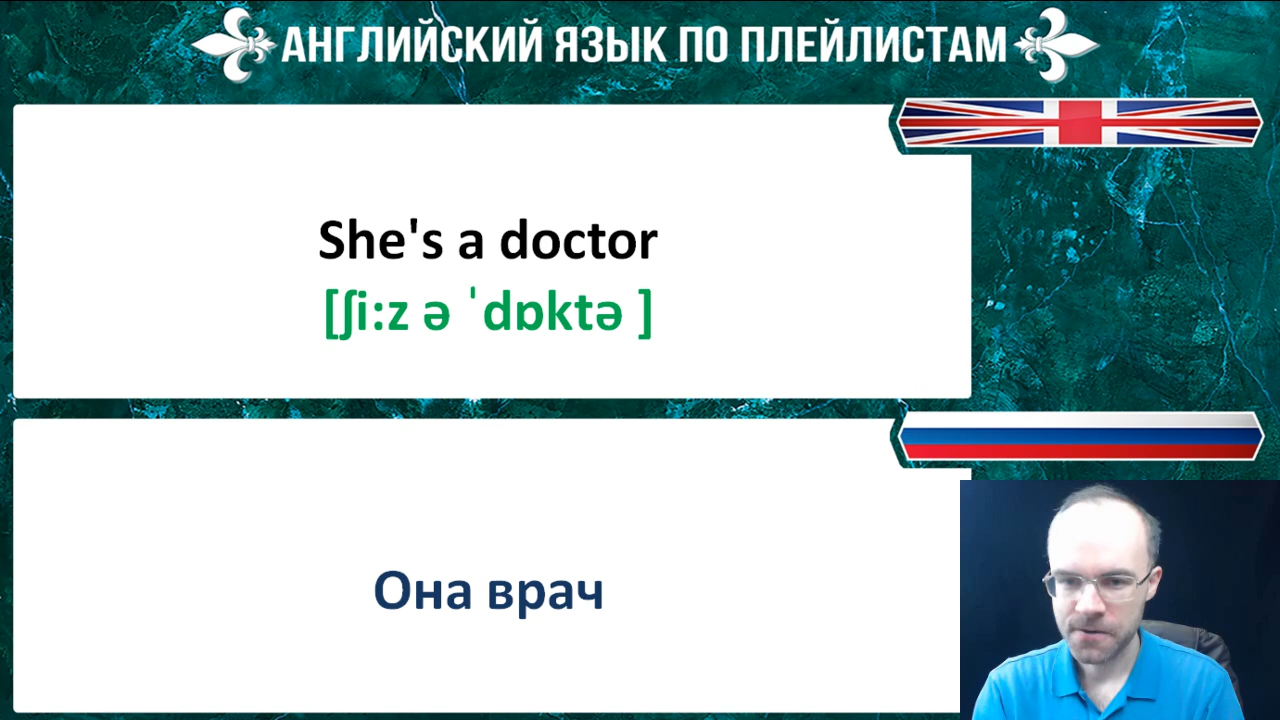 АНГЛИЙСКИЙ ЯЗЫК ПО ПЛЕЙЛИСТАМ
She's a doctor
[ʃi:z ə ˈdɒktə ]
Она врач